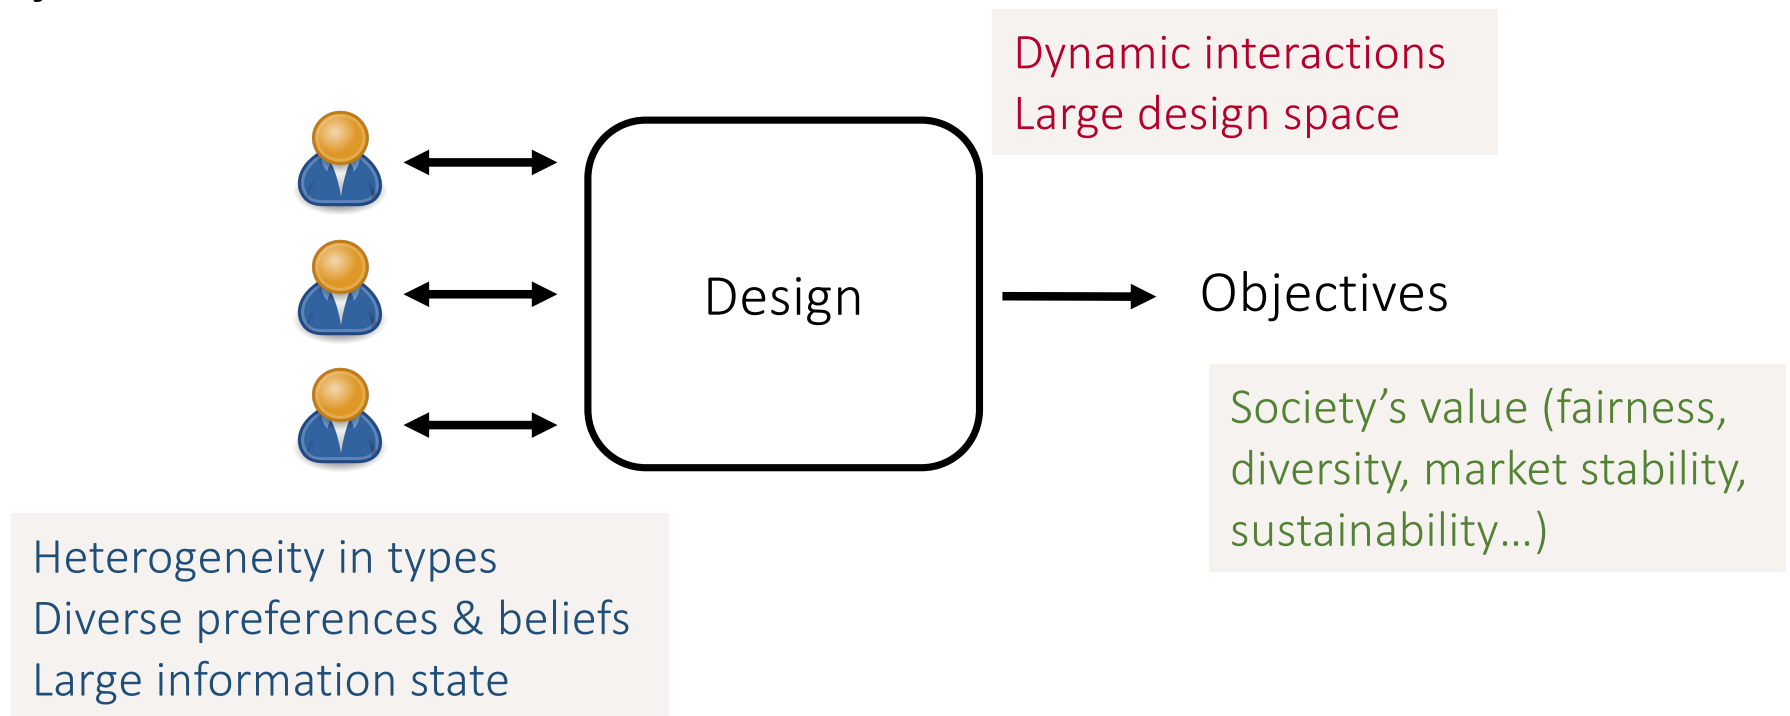 Dynamic interactions
Large design space
Design
Objectives
Society’s value (fairness,
diversity, market stability,
sustainability...)
Heterogeneity in types
Diverse preferences & beliefs
Large information state